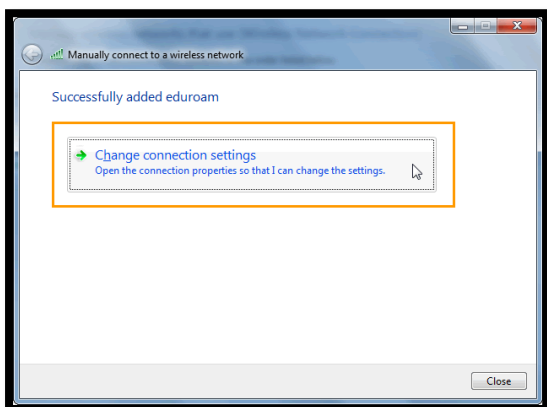 Manually connect to a wireless network
Successfully added eduroam
Change connection settings
Open the connection properties so that I can change the settings.
Close